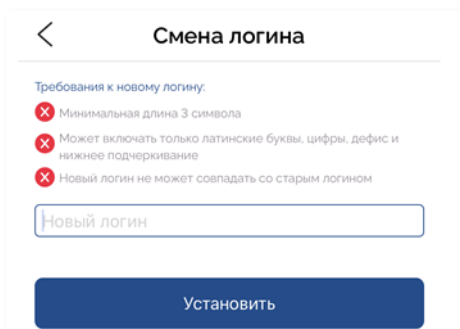 Смена логина
Требования к новому логину:
Минимальная длина 3 символа
Может включать только латинские буквы, цифры, дефис и
нижнее подчеркивание
Новый логин не может совпадать со старым логином
Новый логин
Установить